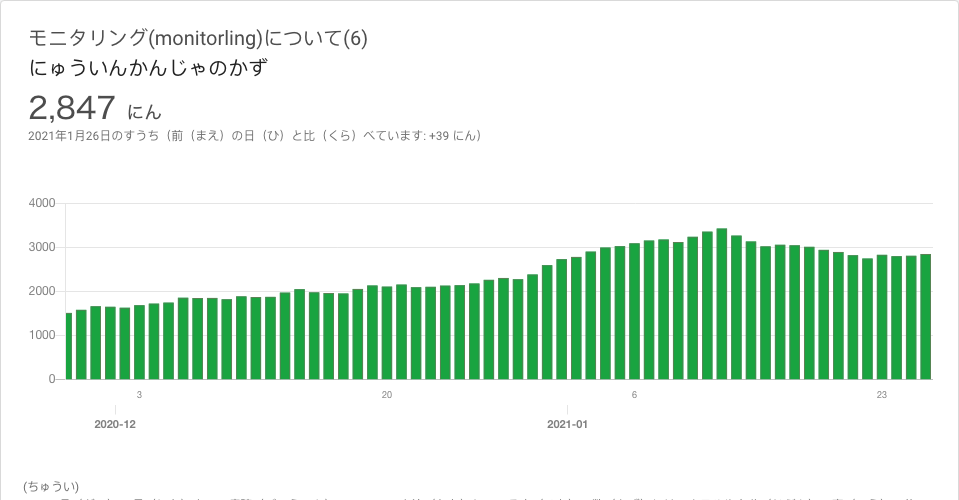 モニタリング(monitorling)について(6)
にゅういんかんじゃのかず
2,847 にん
2021年1月26日のすうち（前（まえ）の日（ひ）と比（くら）べています: +39 にん）
4000
3000
2000
1000
0
3 20 6 23
2020-12 2021-01
(ちゅうい)